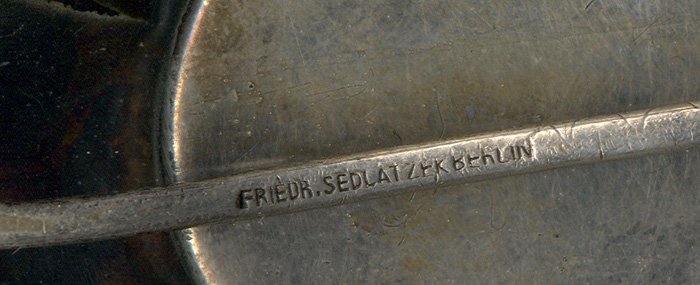 FRIEDR. SEDLATZEK BERLIN